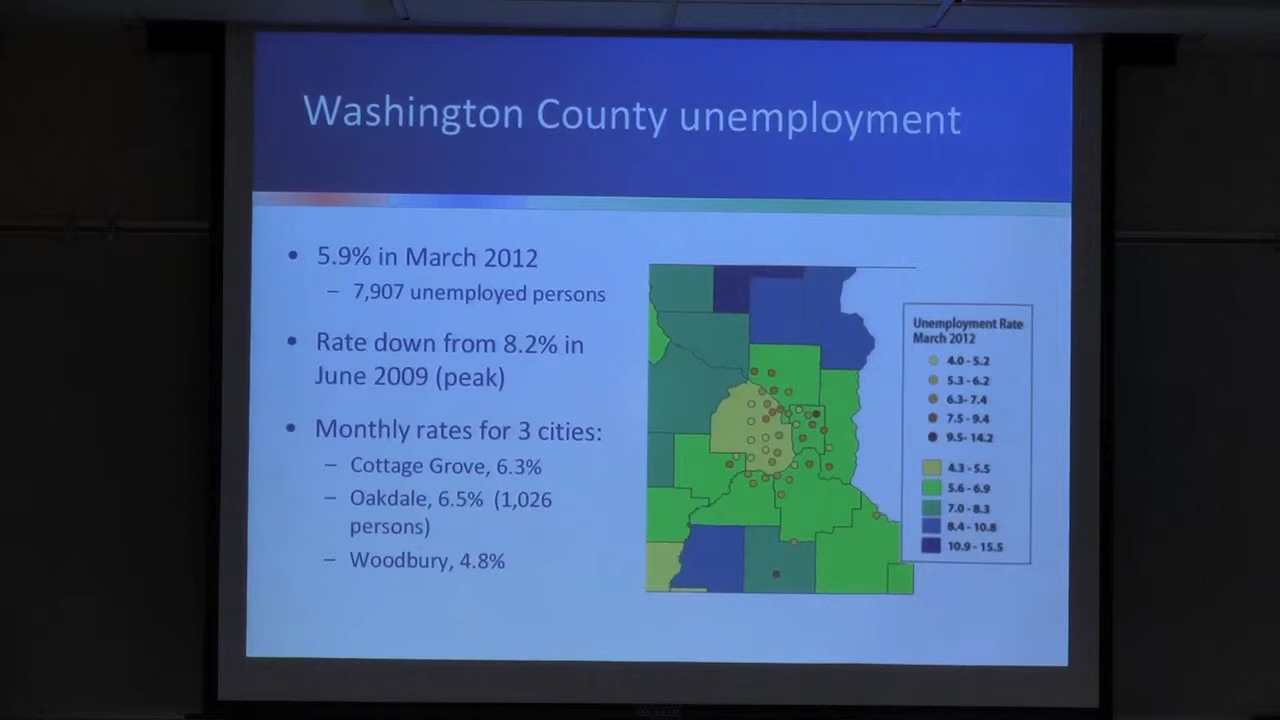 Washington County unemployment
• 5.9% in March 2012
– 7,907 unemployed persons
• Rate down from 8.2% in
June 2009 (peak)
• Monthly rates for 3 cities:
– Cottage Grove, 6.3%
– Oakdale, 6.5% (1,026
persons)
– Woodbury, 4.8%
Unemployment Rate
March 2012
4.0 - 5.2
5.3 - 6.2
6.3 - 7.4
7.5 - 9.4
9.5 - 14.2
4.3 - 5.5
5.6 - 6.9
7.0 - 8.3
8.4 - 10.8
10.9 - 15.5